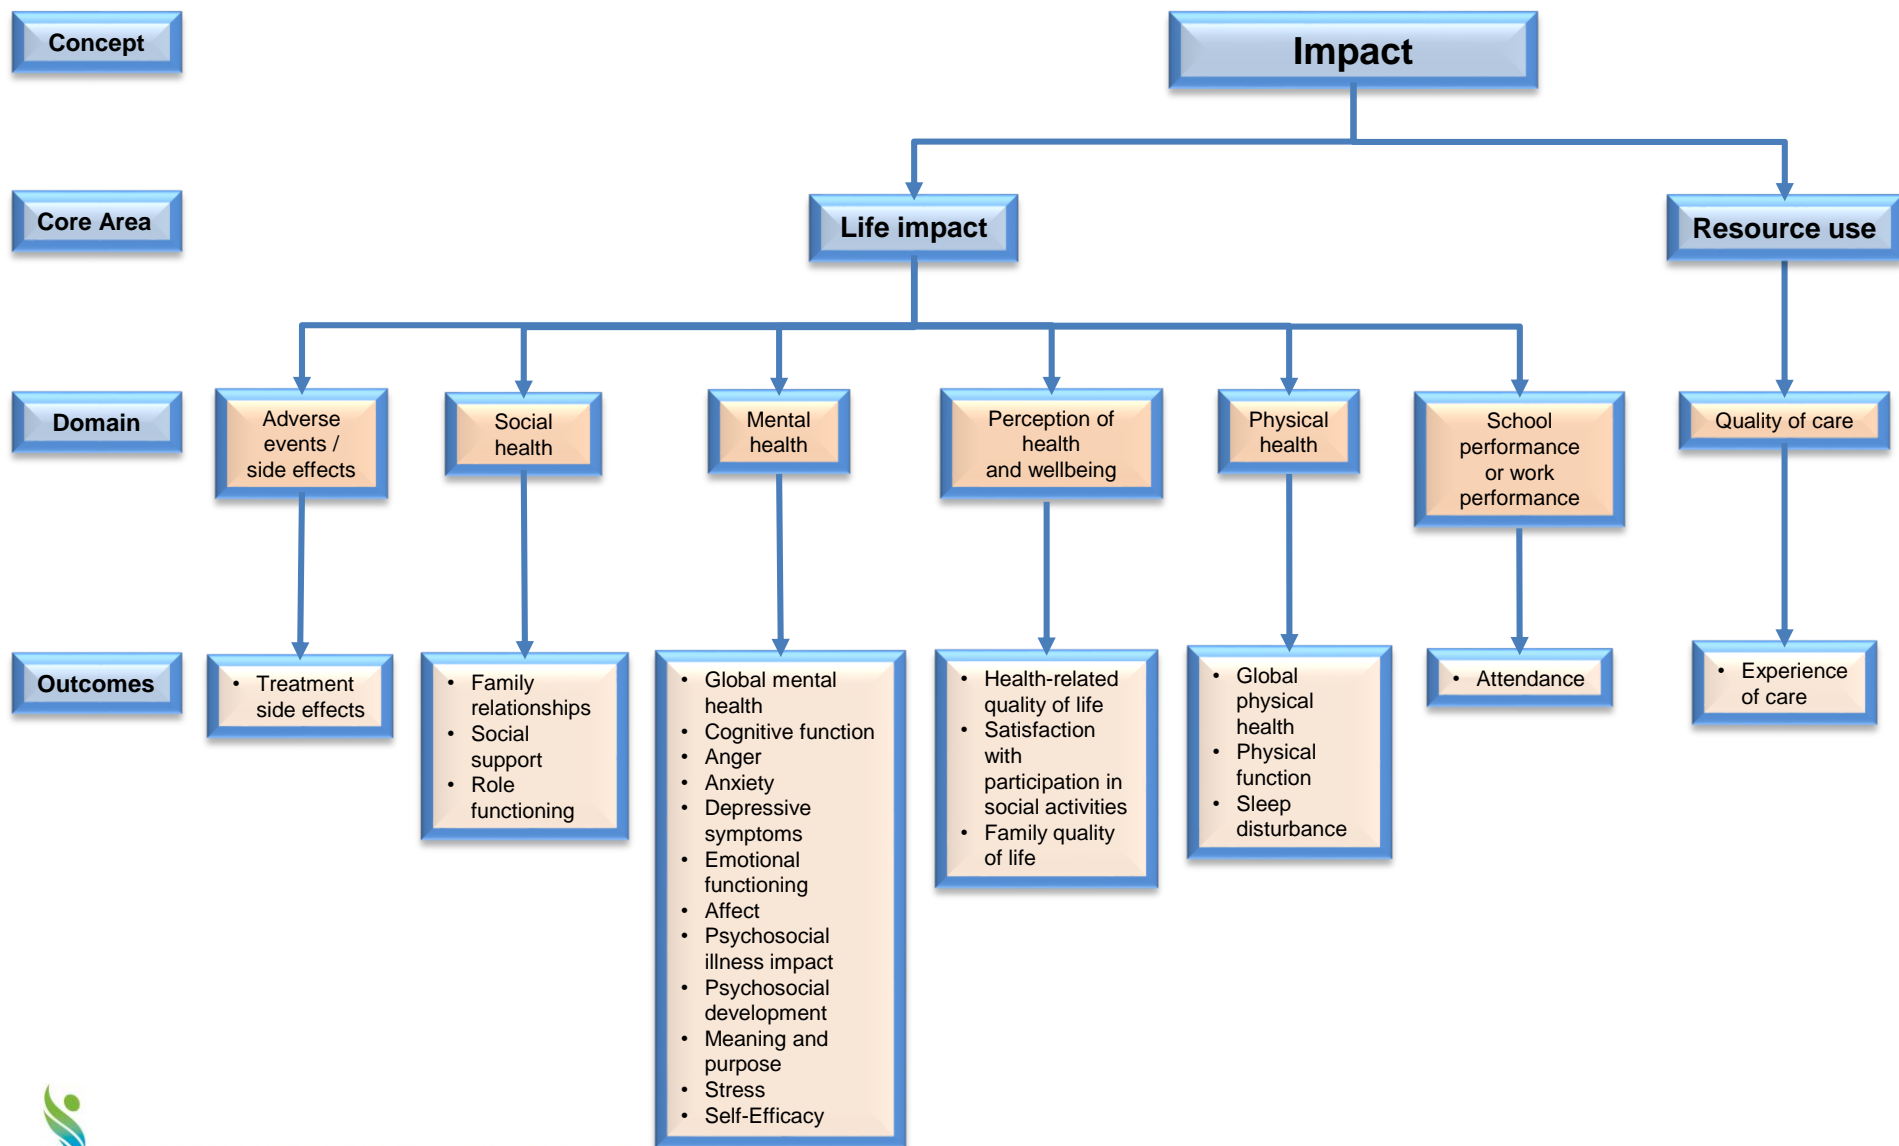 Concept
Impact
Core Area
Life impact
Resource use
Domain
Adverse
events /
side effects
Social
health
Mental
health
Perception of
health
and wellbeing
Physical
health
School
performance
or work
performance
Quality of care
Outcomes
• Treatment
side effects
• Family
relationships
• Social
support
• Role
functioning
• Global mental
health
• Cognitive function
• Anger
• Anxiety
• Depressive
symptoms
• Emotional
functioning
• Affect
• Psychosocial
illness impact
• Psychosocial
development
• Meaning and
purpose
• Stress
• Self-Efficacy
• Health-related
quality of life
• Satisfaction
with
participation in
social activities
• Family quality
of life
• Global
physical
health
• Physical
function
• Sleep
disturbance
• Attendance
• Experience
of care